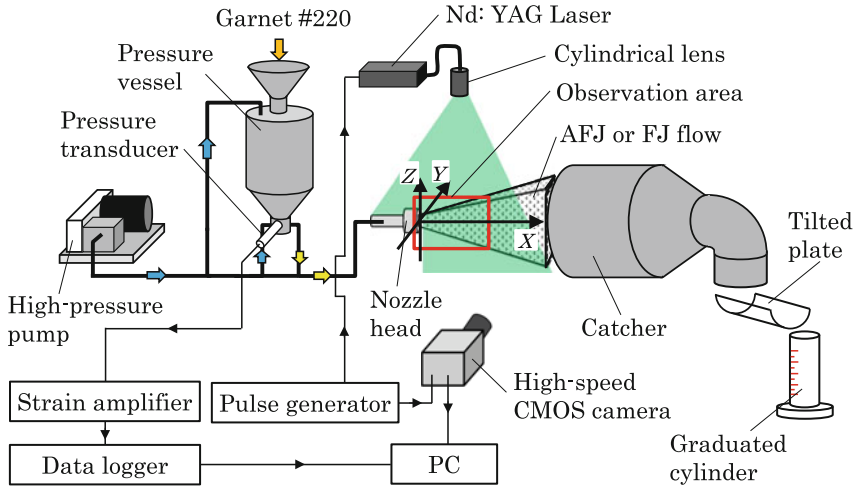 Garnet #220
Nd: YAG Laser
Pressure
vessel
Cylindrical lens
Observation area
Pressure
transducer
AFJ or FJ flow
Z
Y
X
Tilted
plate
High-pressure
pump
Nozzle
head
Catcher
High-speed
CMOS camera
Strain amplifier
Pulse generator
Graduated
cylinder
Data logger
PC